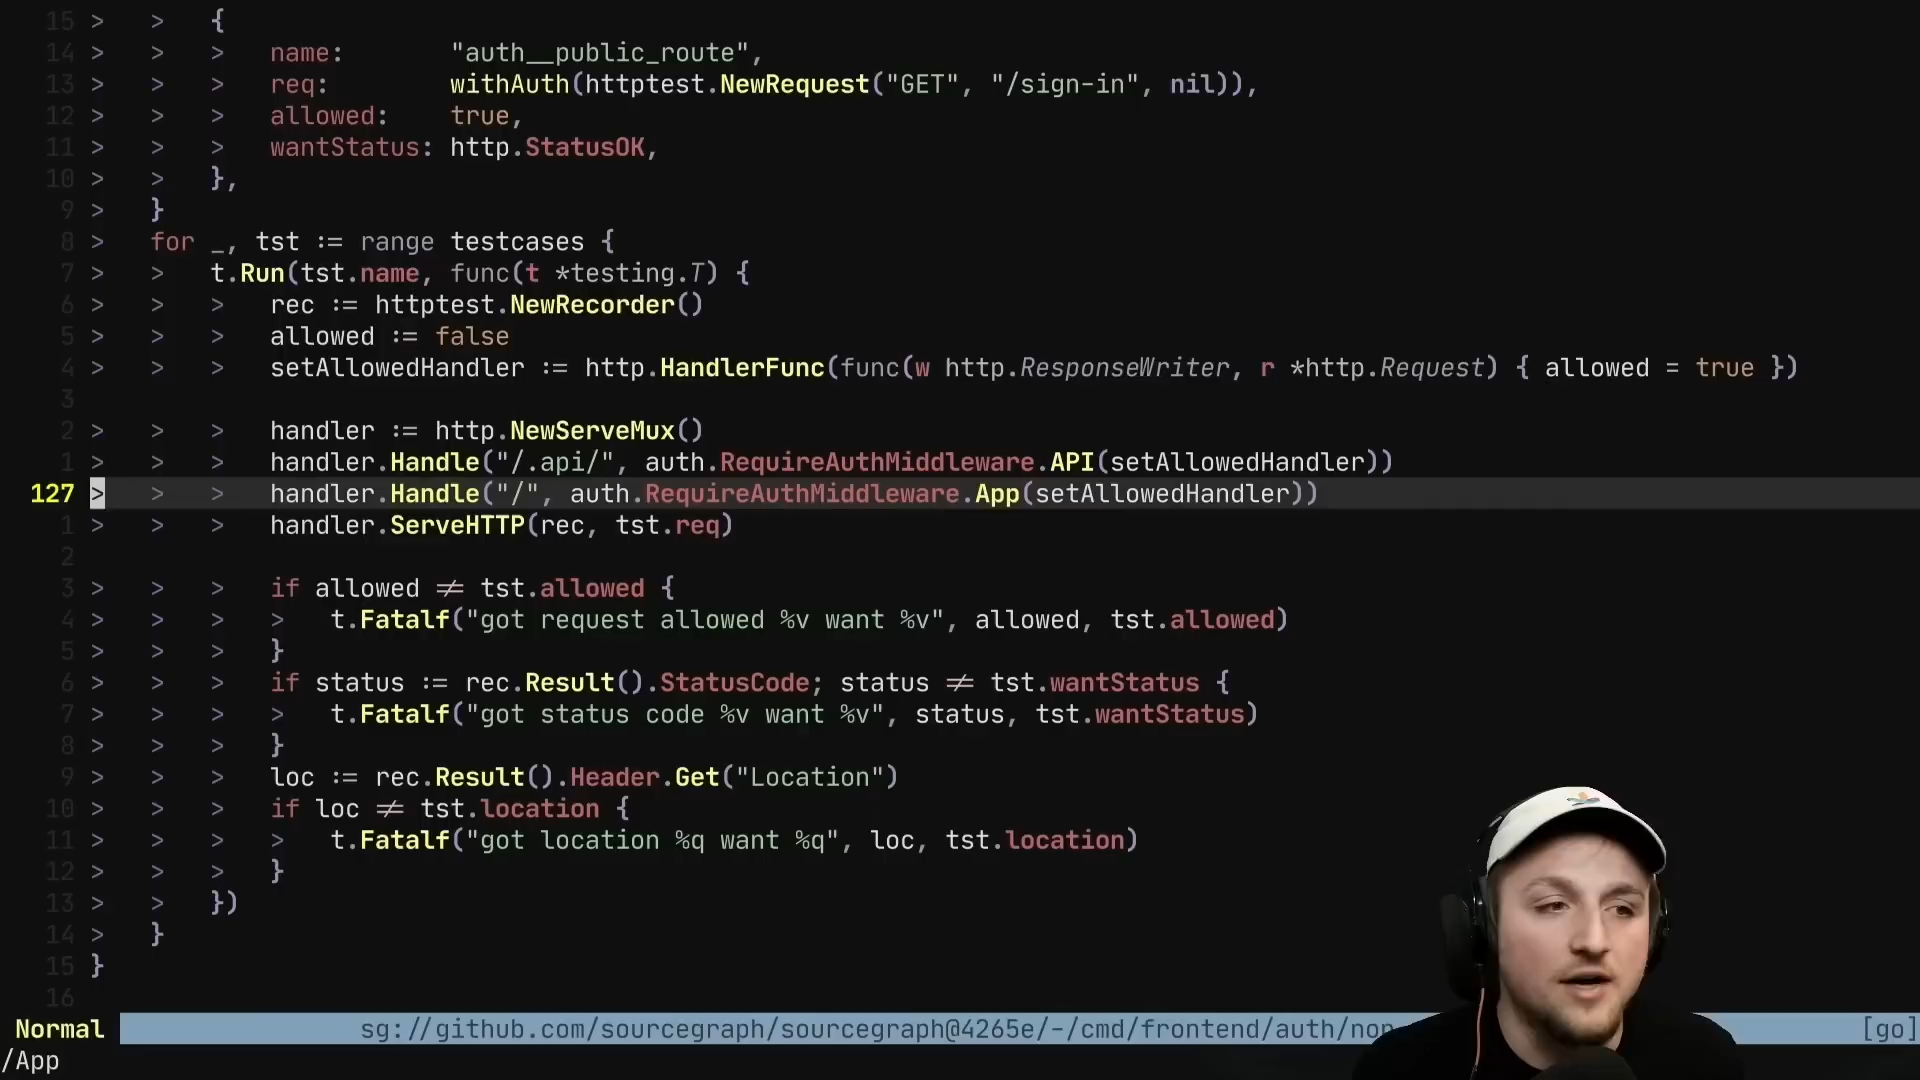 15 > > {
14 > > > name: "auth__public_route",
13 > > > req: withAuth(httptest.NewRequest("GET", "/sign-in", nil)),
12 > > > allowed: true,
11 > > > wantStatus: http.StatusOK,
10 > > },
9 > }
8 > for _, tst := range testcases {
7 > > t.Run(tst.name, func(t *testing.T) {
6 > > > rec := httptest.NewRecorder()
5 > > > allowed := false
4 > > > setAllowedHandler := http.HandlerFunc(func(w http.ResponseWriter, r *http.Request) { allowed = true })
3
2 > > > handler := http.NewServeMux()
1 > > > handler.Handle("/.api/", auth.RequireAuthMiddleware.API(setAllowedHandler))
127 > > > handler.Handle("/", auth.RequireAuthMiddleware.App(setAllowedHandler))
1 > > > handler.ServeHTTP(rec, tst.req)
2
3 > > > if allowed ≠ tst.allowed {
4 > > > > t.Fatalf("got request allowed %v want %v", allowed, tst.allowed)
5 > > > }
6 > > > if status := rec.Result().StatusCode; status ≠ tst.wantStatus {
7 > > > > t.Fatalf("got status code %v want %v", status, tst.wantStatus)
8 > > > }
9 > > > loc := rec.Result().Header.Get("Location")
10 > > > if loc ≠ tst.location {
11 > > > > t.Fatalf("got location %q want %q", loc, tst.location)
12 > > > }
13 > > })
14 > }
15 }
16
Normal sg://github.com/sourcegraph/sourcegraph@4265e/-/cmd/frontend/auth/non [go]
/App